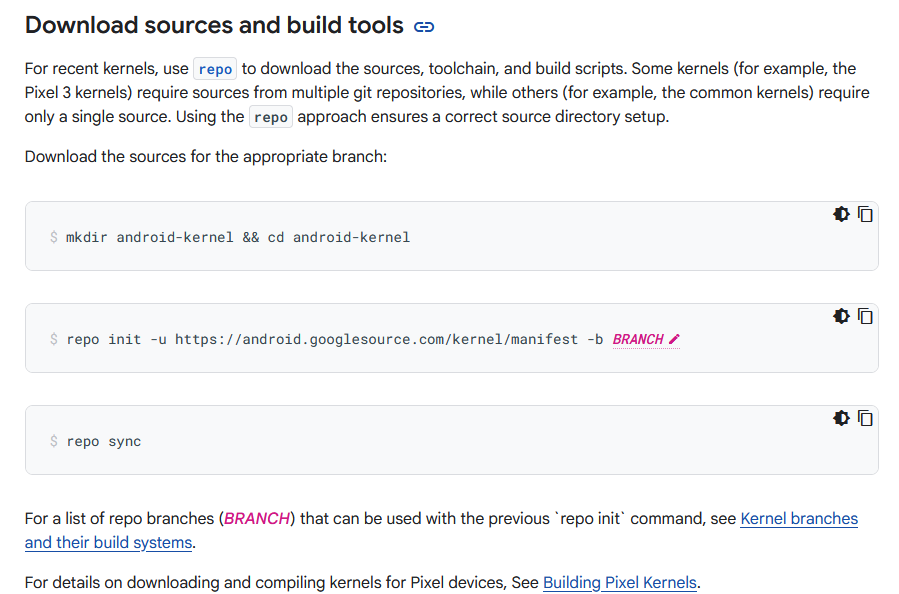 Download sources and build tools
For recent kernels, use repo to download the sources, toolchain, and build scripts. Some kernels (for example, the
Pixel 3 kernels) require sources from multiple git repositories, while others (for example, the common kernels) require
only a single source. Using the repo approach ensures a correct source directory setup.
Download the sources for the appropriate branch:
$ mkdir android-kernel && cd android-kernel
$ repo init -u https://android.googlesource.com/kernel/manifest -b BRANCH
$ repo sync
For a list of repo branches (BRANCH) that can be used with the previous `repo init` command, see Kernel branches
and their build systems.
For details on downloading and compiling kernels for Pixel devices, See Building Pixel Kernels.